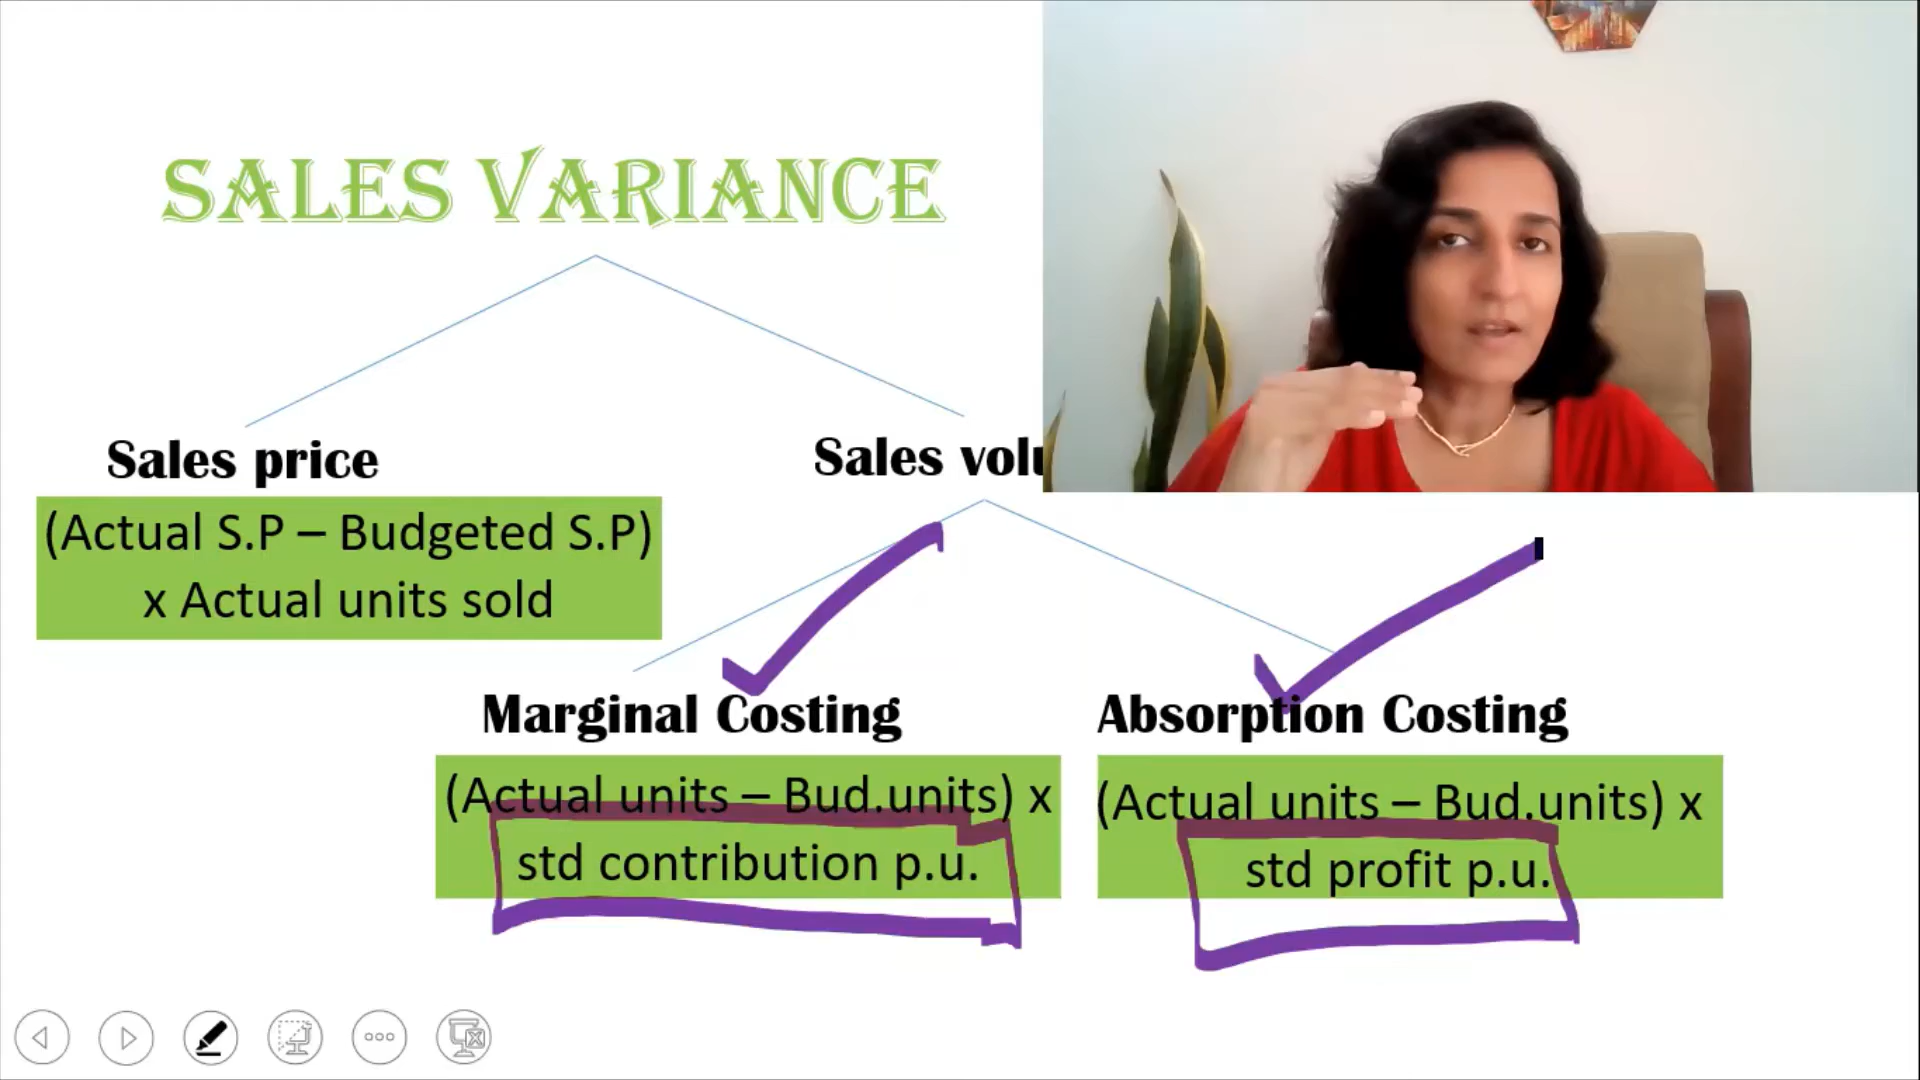 SALES VARIANCE
Sales price
Sales
(Actual S.P – Budgeted S.P)
x Actual units sold
Marginal Costing
Absorption Costing
(Actual units – Bud.units) x
std contribution p.u.
(Actual units – Bud.units) x
std profit p.u.